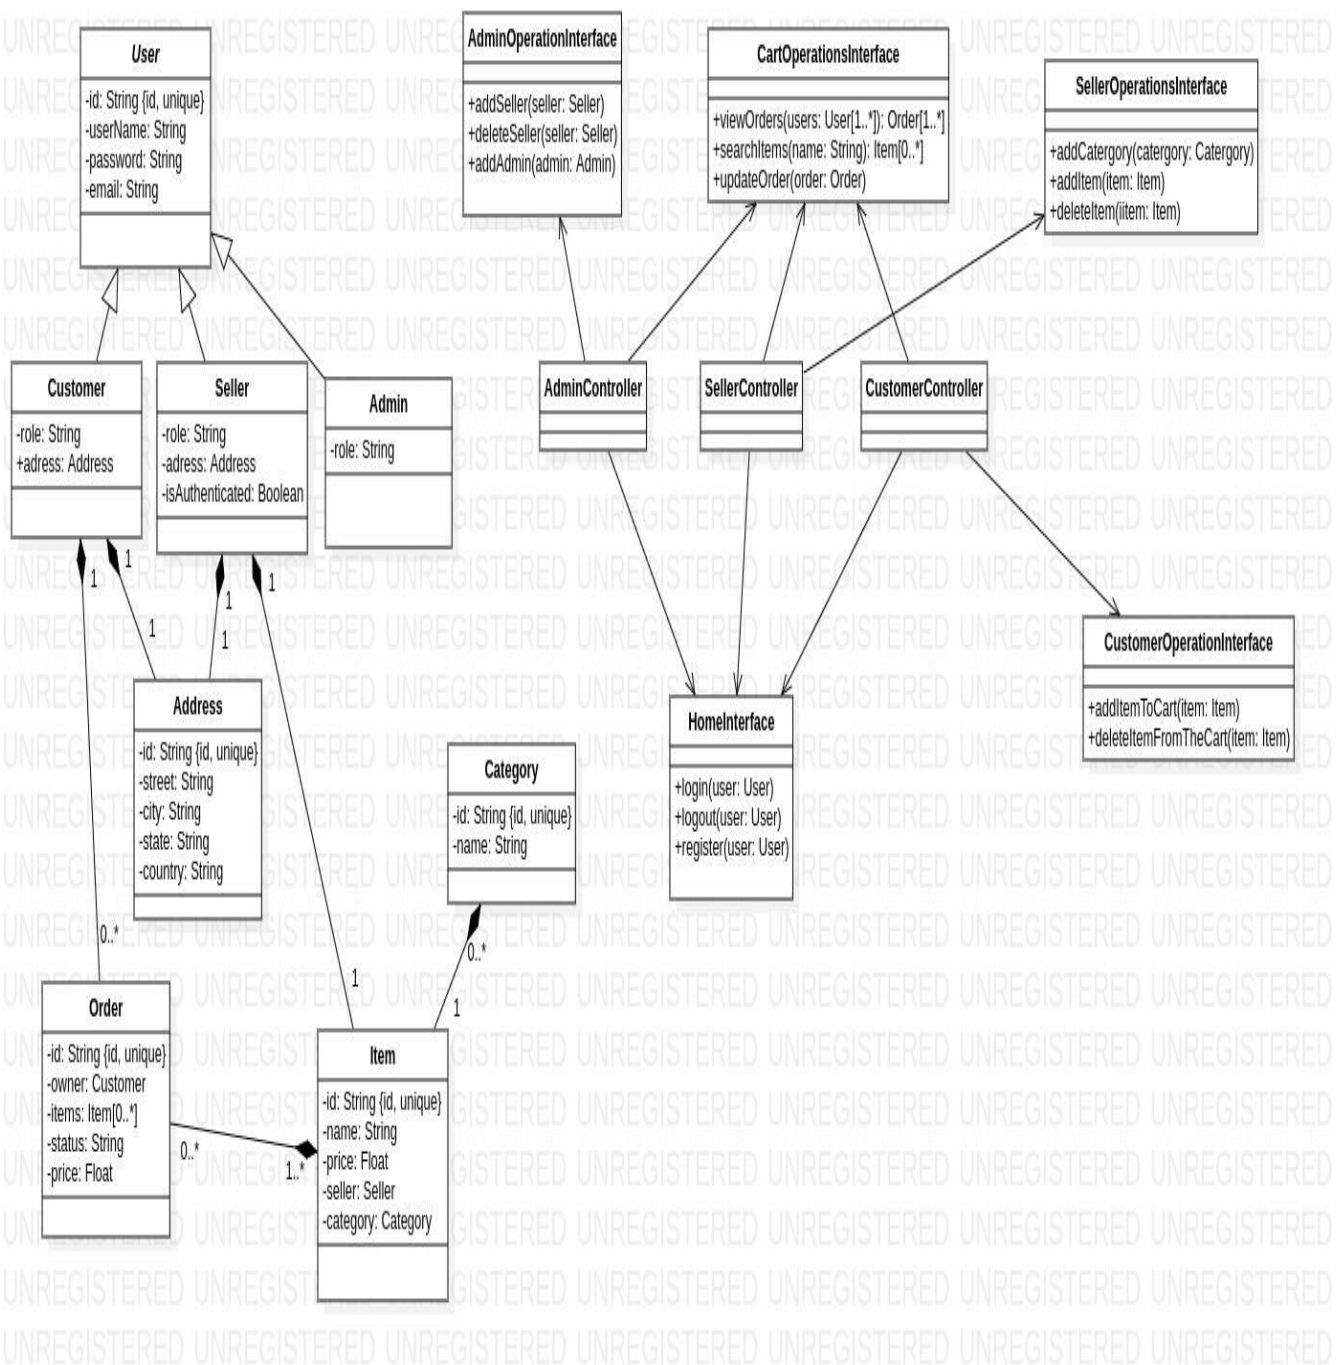 User
-id: String {id, unique}
-userName: String
-password: String
-email: String
AdminOperationInterface
+addSeller(seller: Seller)
+deleteSeller(seller: Seller)
+addAdmin(admin: Admin)
CartOperationsInterface
+viewOrders(users: User[1..*]): Order[1..*]
+searchItems(name: String): Item[0..*]
+updateOrder(order: Order)
SellerOperationsInterface
+addCatergory(catergory: Catergory)
+addItem(item: Item)
+deleteItem(iitem: Item)
Customer
-role: String
+adress: Address
Seller
-role: String
-adress: Address
-isAuthenticated: Boolean
Admin
-role: String
AdminController
SellerController
CustomerController
1
1
1
1
1
1
Address
-id: String {id, unique}
-street: String
-city: String
-state: String
-country: String
Category
-id: String {id, unique}
-name: String
HomeInterface
+login(user: User)
+logout(user: User)
+register(user: User)
CustomerOperationInterface
+addItemToCart(item: Item)
+deleteItemFromTheCart(item: Item)
0..*
0..*
1
1
Order
-id: String {id, unique}
-owner: Customer
-items: Item[0..*]
-status: String
-price: Float
0..*
1..*
Item
-id: String {id, unique}
-name: String
-price: Float
-seller: Seller
-category: Category
UNREGISTERED UNREGISTERED UNREGISTERED UNREGISTERED UNREGISTERED UNREGISTERED UNREGISTERED